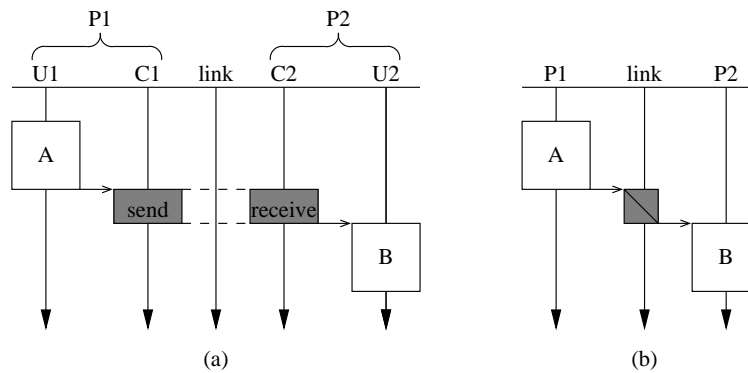 P1 P2
U1 C1 link C2 U2 P1 link P2
A A
send receive
B B
(a) (b)